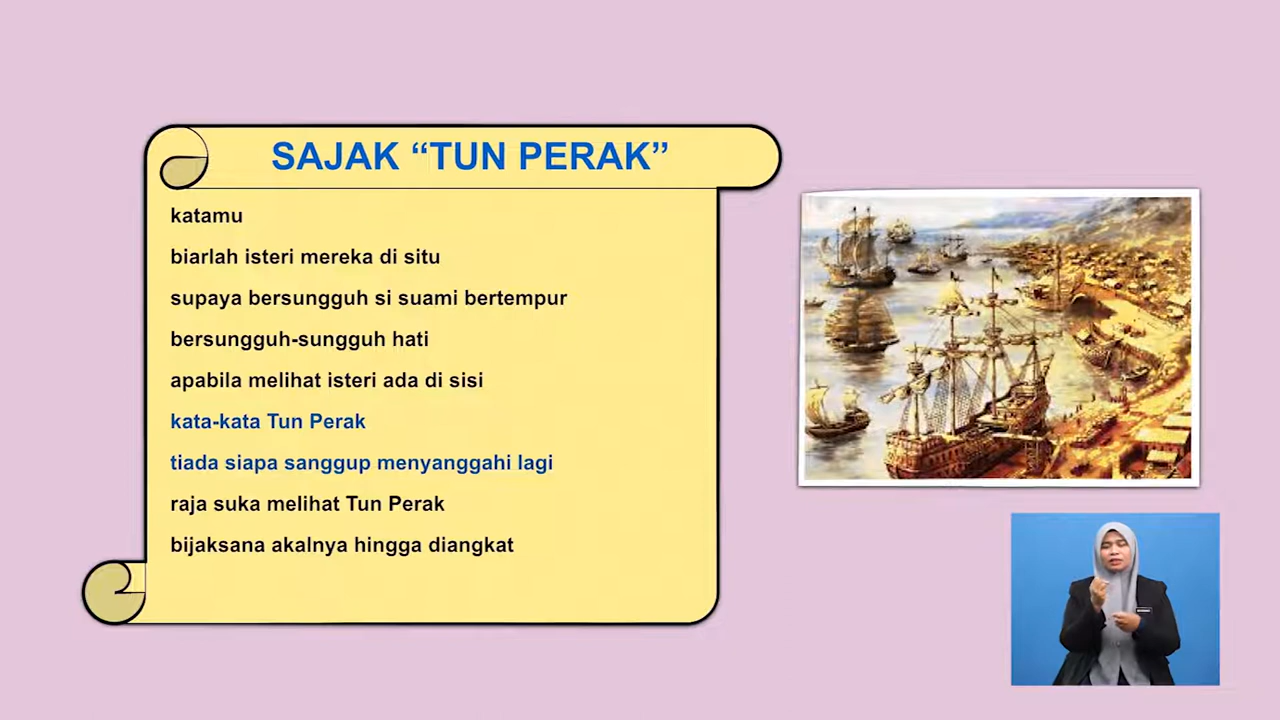 SAJAK “TUN PERAK”
katamu
biarlah isteri mereka di situ
supaya bersungguh si suami bertempur
bersungguh-sungguh hati
apabila melihat isteri ada di sisi
kata-kata Tun Perak
tiada siapa sanggup menyanggahi lagi
raja suka melihat Tun Perak
bijaksana akalnya hingga diangkat